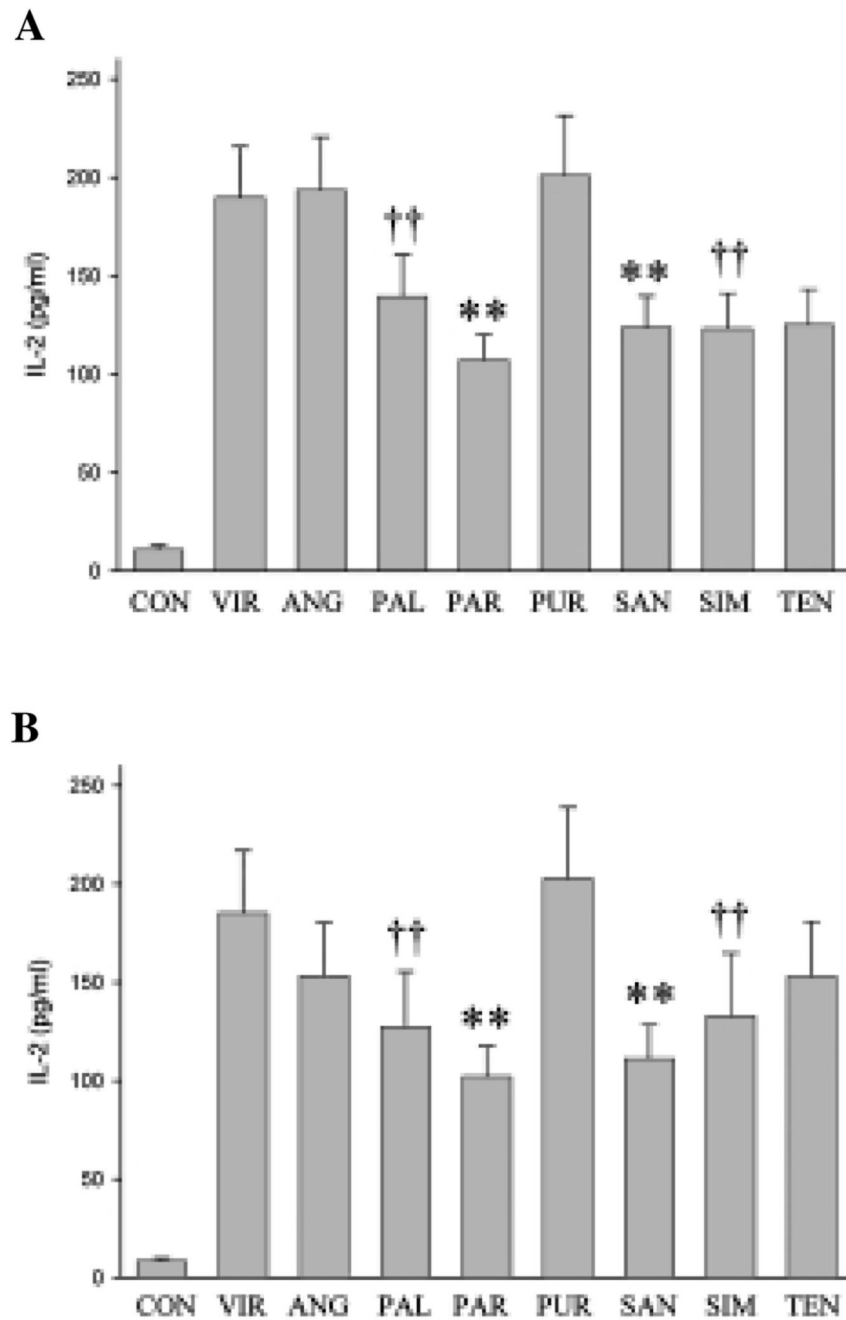 A
250
200
150
100
50
0
IL-2 (pg/ml)
†† ** ** ††
CON VIR ANG PAL PAR PUR SAN SIM TEN
B
250
200
150
100
50
0
IL-2 (pg/ml)
†† ** ** ††
CON VIR ANG PAL PAR PUR SAN SIM TEN